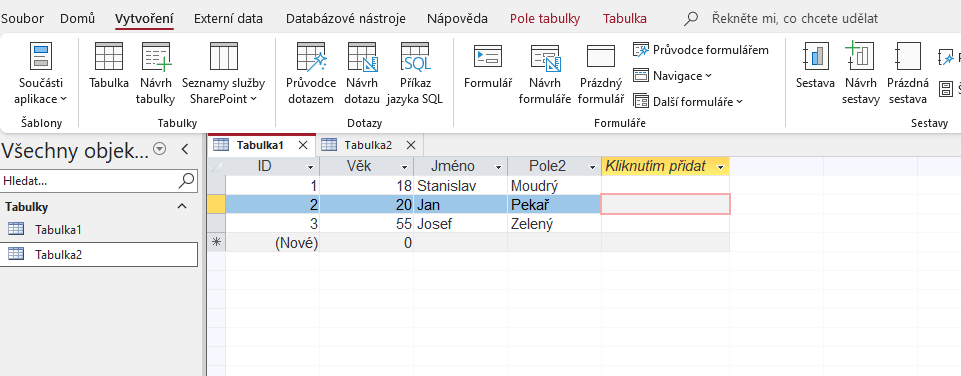 Soubor Domů Vytvoření Externí data Databázové nástroje Nápověda Pole tabulky Tabulka Řekněte mi, co chcete udělat
Součásti aplikace
Šablony
Tabulka
Návrh tabulky
Seznamy služby SharePoint
Tabulky
Průvodce dotazem
Návrh dotazu
Příkaz jazyka SQL
Dotazy
Formulář
Návrh formuláře
Prázdný formulář
Průvodce formulářem
Navigace
Další formuláře
Formuláře
Sestava
Návrh sestavy
Prázdná sestava
Sestavy
Všechny objek...
Hledat...
Tabulky
Tabulka1
Tabulka2
Tabulka1 Tabulka2
ID Věk Jméno Pole2 Kliknutím přidat
1 18 Stanislav Moudrý
2 20 Jan Pekař
3 55 Josef Zelený
(Nové) 0